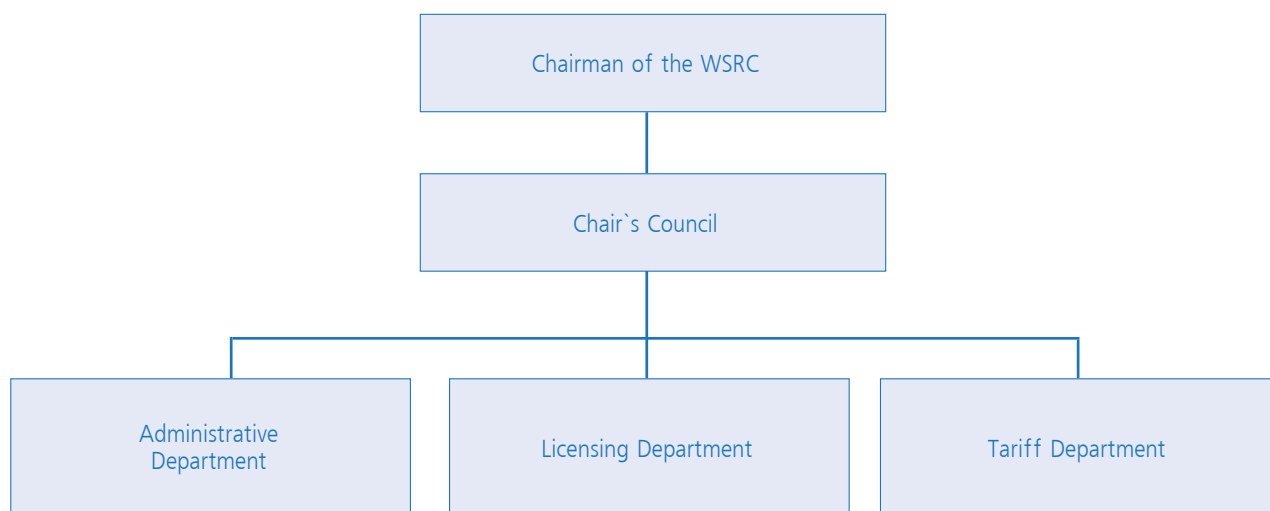 Chairman of the WSRC
Chair`s Council
Administrative
Department
Licensing Department
Tariff Department